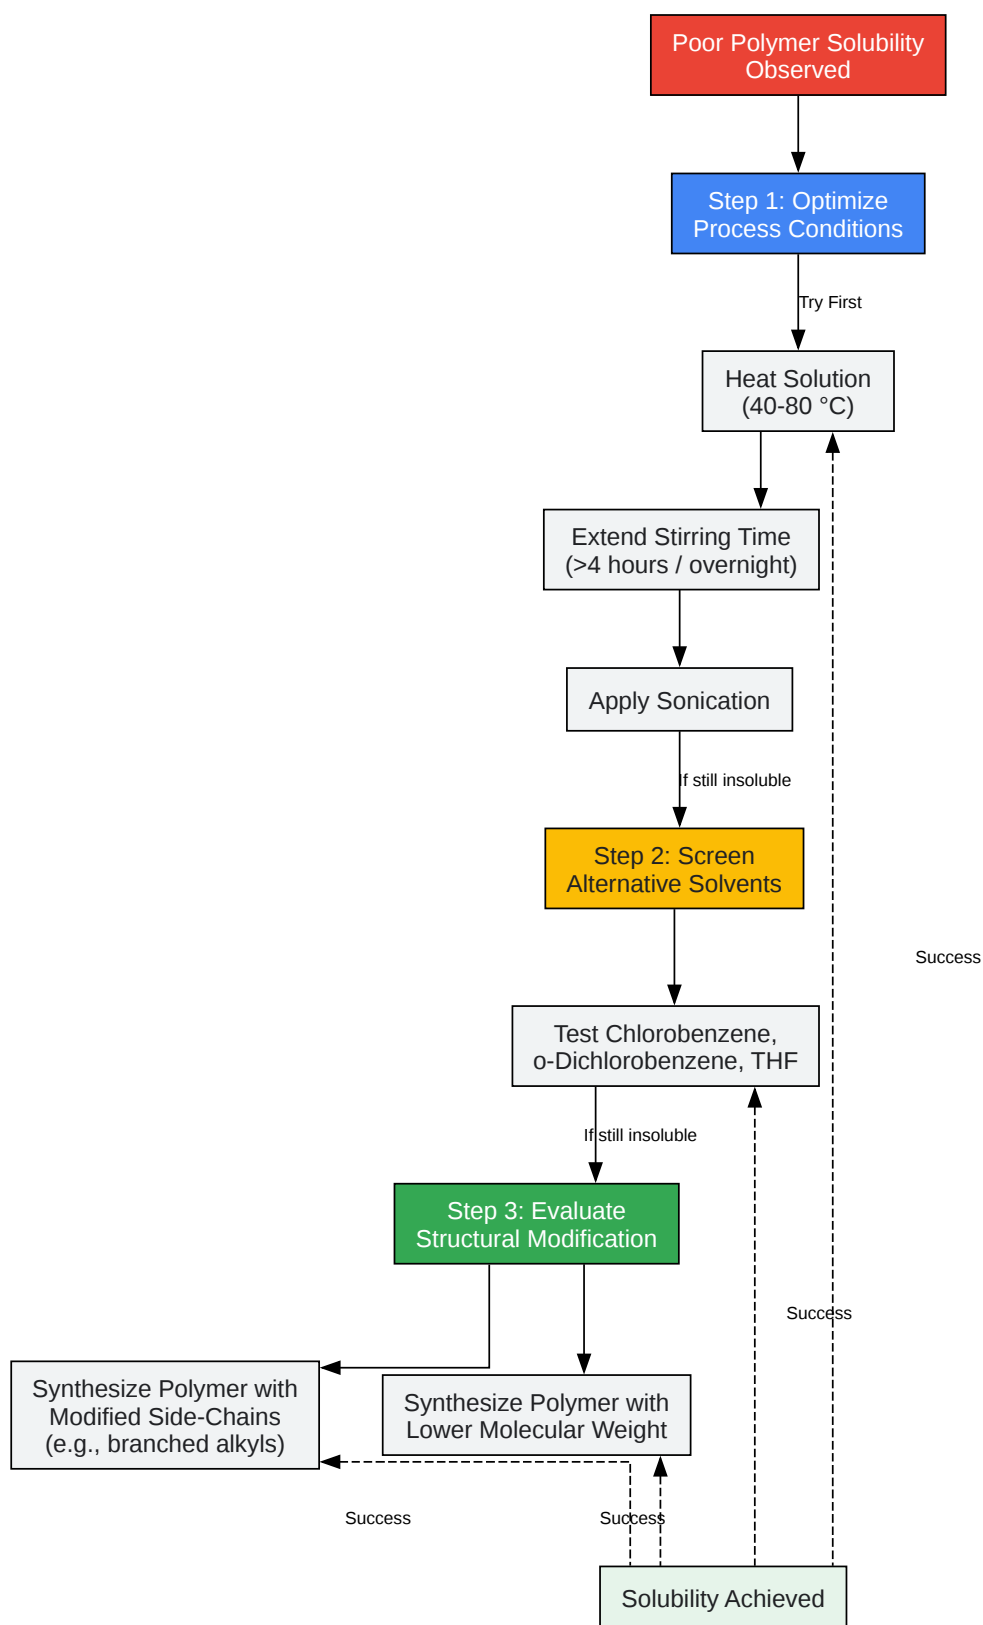 Poor Polymer Solubility
Observed
Step 1: Optimize
Process Conditions
Try First
Heat Solution
(40-80 °C)
Extend Stirring Time
(>4 hours / overnight)
Apply Sonication
If still insoluble
Step 2: Screen
Alternative Solvents
Success
Test Chlorobenzene,
o-Dichlorobenzene, THF
If still insoluble
Step 3: Evaluate
Structural Modification
Success
Synthesize Polymer with
Modified Side-Chains
(e.g., branched alkyls)
Synthesize Polymer with
Lower Molecular Weight
Success
Success
Solubility Achieved